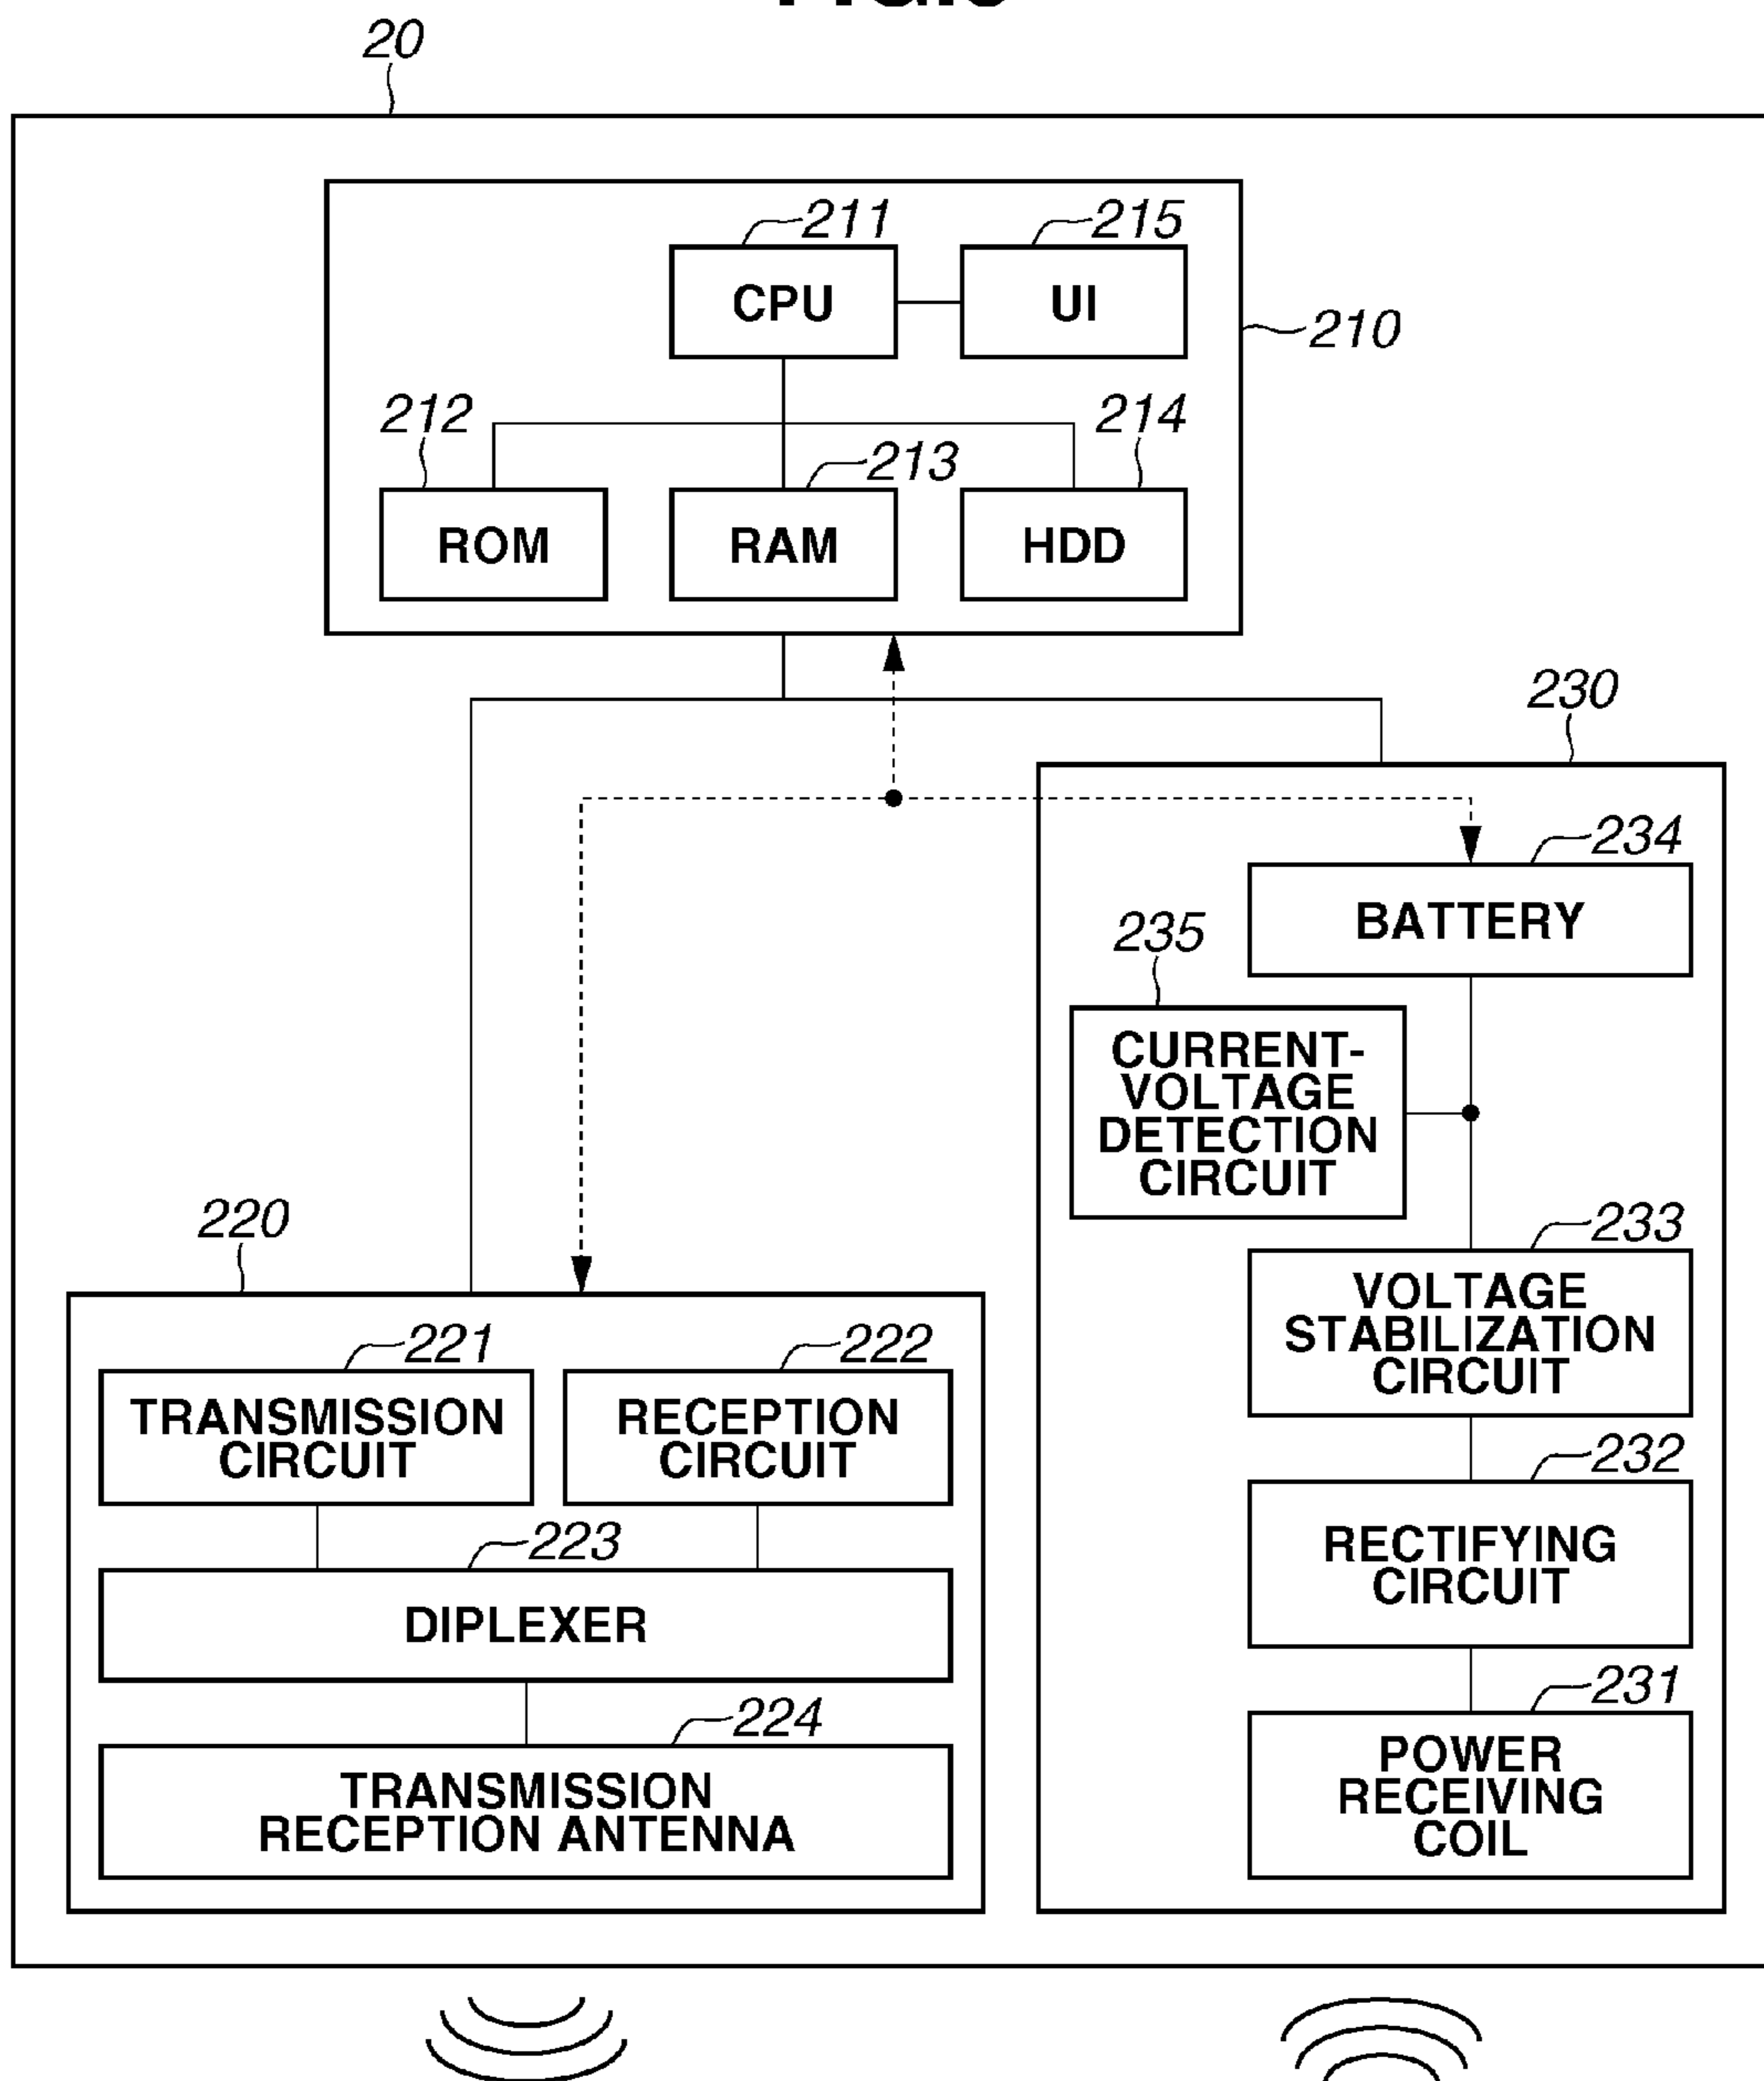 20
211
215
CPU
UI
210
212
214
213
ROM
RAM
HDD
230
234
BATTERY
235
CURRENT-
VOLTAGE
DETECTION
CIRCUIT
220
233
VOLTAGE
STABILIZATION
CIRCUIT
221
222
TRANSMISSION
CIRCUIT
RECEPTION
CIRCUIT
232
RECTIFYING
CIRCUIT
223
DIPLEXER
231
POWER
RECEIVING
COIL
224
TRANSMISSION
RECEPTION ANTENNA